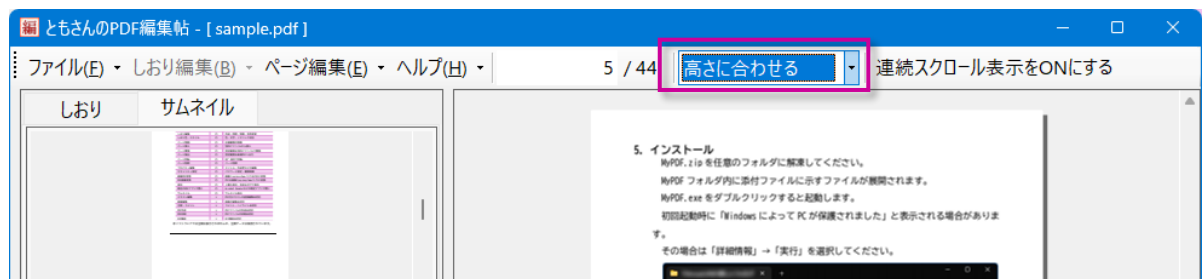 編 ともさんのPDF編集帖 - [ sample.pdf ]
ファイル(F) しおり編集(B) ページ編集(E) ヘルプ(H) 5 / 44 高さに合わせる 連続スクロール表示をONにする
しおり サムネイル
5. インストール
MyPDF.zip を任意のフォルダに解凍してください。
MyPDF フォルダ内に添付ファイルに示すファイルが展開されます。
MyPDF.exe をダブルクリックすると起動します。
初回起動時に「Windows によって PC が保護されました」と表示される場合がありま
す。
その場合は「詳細情報」→「実行」を選択してください。